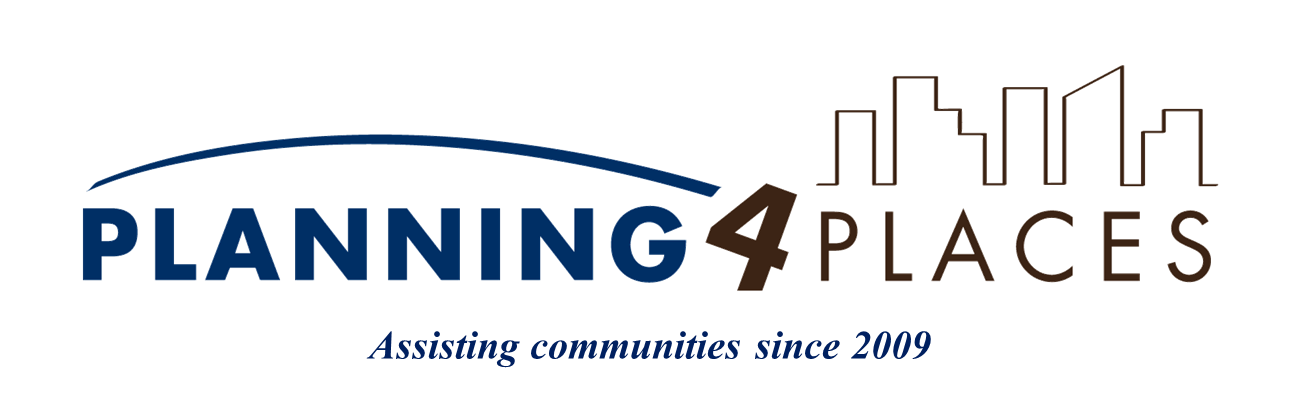 PLANNING4PLACES
Assisting communities since 2009